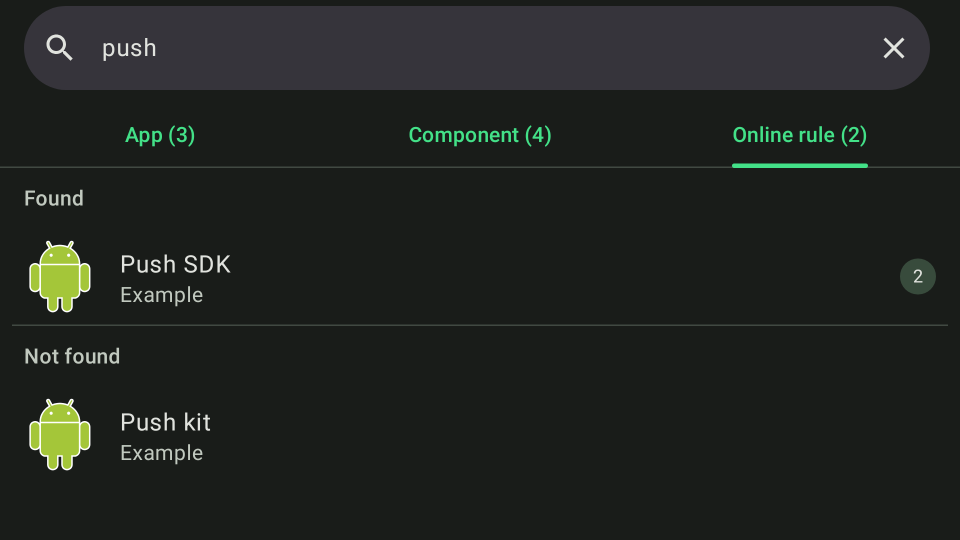 push
App (3)
Component (4)
Online rule (2)
Found
Push SDK
Example
2
Not found
Push kit
Example